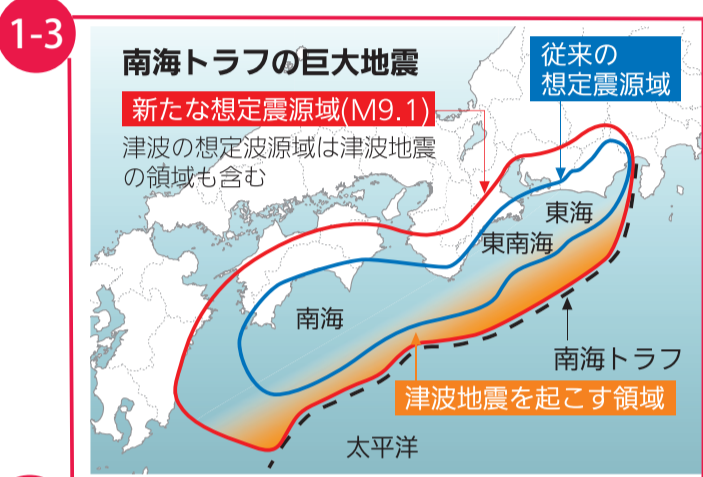 1-3
南海トラフの巨大地震
新たな想定震源域(M9.1)
津波の想定波源域は津波地震
の領域も含む
従来の
想定震源域
東海
東南海
南海
南海トラフ
津波地震を起こす領域
太平洋